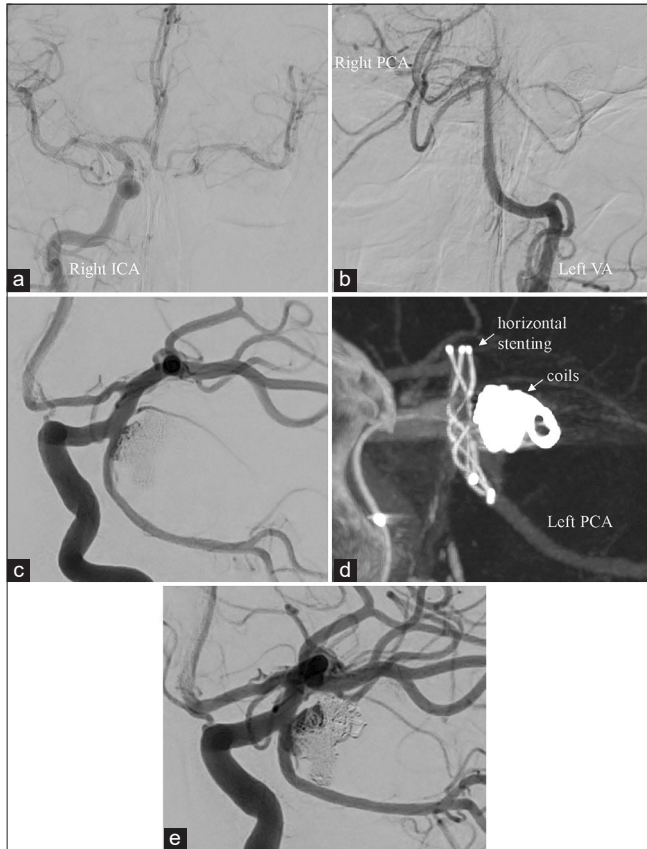 Right ICA
a
Right PCA
Left VA
b
c
horizontal
stenting
coils
Left PCA
d
e